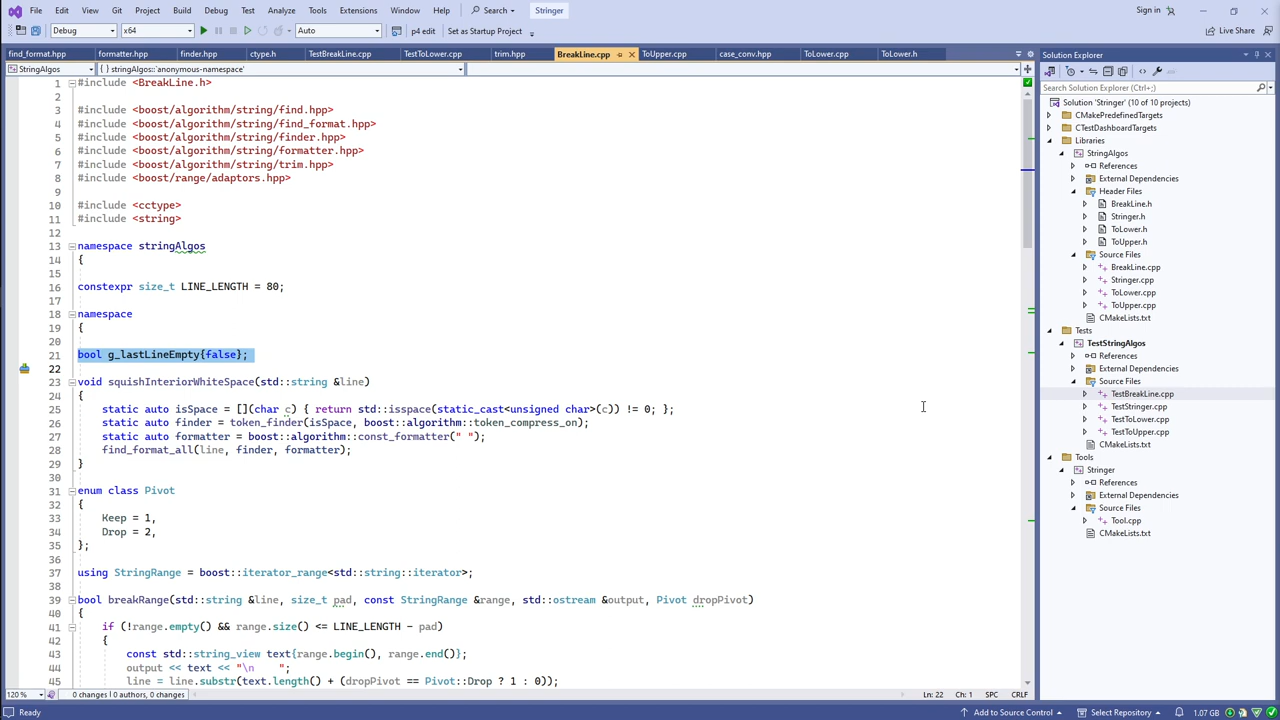 File Edit View Git Project Build Debug Test Analyze Tools Extensions Window Help Search Stringer Sign in
Debug x64 Auto p4 edit Set as Startup Project Live Share
find_format.hpp formatter.hpp finder.hpp ctype.h TestBreakLine.cpp TestToLower.cpp trim.hpp BreakLine.cpp ToUpper.cpp case_conv.hpp ToLower.cpp ToLower.h
StringAlgos { } stringAlgos::`anonymous-namespace'
1 #include <BreakLine.h>
2
3 #include <boost/algorithm/string/find.hpp>
4 #include <boost/algorithm/string/find_format.hpp>
5 #include <boost/algorithm/string/finder.hpp>
6 #include <boost/algorithm/string/formatter.hpp>
7 #include <boost/algorithm/string/trim.hpp>
8 #include <boost/range/adaptors.hpp>
9
10 #include <cctype>
11 #include <string>
12
13 namespace stringAlgos
14 {
15
16 constexpr size_t LINE_LENGTH = 80;
17
18 namespace
19 {
20
21 bool g_lastLineEmpty{false};
22
23 void squishInteriorWhiteSpace(std::string &line)
24 {
25 static auto isSpace = [](char c) { return std::isspace(static_cast<unsigned char>(c)) != 0; };
26 static auto finder = token_finder(isSpace, boost::algorithm::token_compress_on);
27 static auto formatter = boost::algorithm::const_formatter(" ");
28 find_format_all(line, finder, formatter);
29 }
30
31 enum class Pivot
32 {
33 Keep = 1,
34 Drop = 2,
35 };
36
37 using StringRange = boost::iterator_range<std::string::iterator>;
38
39 bool breakRange(std::string &line, size_t pad, const StringRange &range, std::ostream &output, Pivot dropPivot)
40 {
41 if (!range.empty() && range.size() <= LINE_LENGTH - pad)
42 {
43 const std::string_view text{range.begin(), range.end()};
44 output << text << "\n    ";
45 line = line.substr(text.length() + (dropPivot == Pivot::Drop ? 1 : 0));
120 % 0 changes | 0 authors, 0 changes Ln: 22 Ch: 1 SPC CRLF
Solution Explorer
Search Solution Explorer (Ctrl+;)
Solution 'Stringer' (10 of 10 projects)
CMakePredefinedTargets
CTestDashboardTargets
Libraries
StringAlgos
References
External Dependencies
Header Files
BreakLine.h
Stringer.h
ToLower.h
ToUpper.h
Source Files
BreakLine.cpp
Stringer.cpp
ToLower.cpp
ToUpper.cpp
CMakeLists.txt
Tests
TestStringAlgos
References
External Dependencies
Source Files
TestBreakLine.cpp
TestStringer.cpp
TestToLower.cpp
TestToUpper.cpp
CMakeLists.txt
Tools
Stringer
References
External Dependencies
Source Files
Tool.cpp
CMakeLists.txt
Ready Add to Source Control Select Repository 1.07 GB